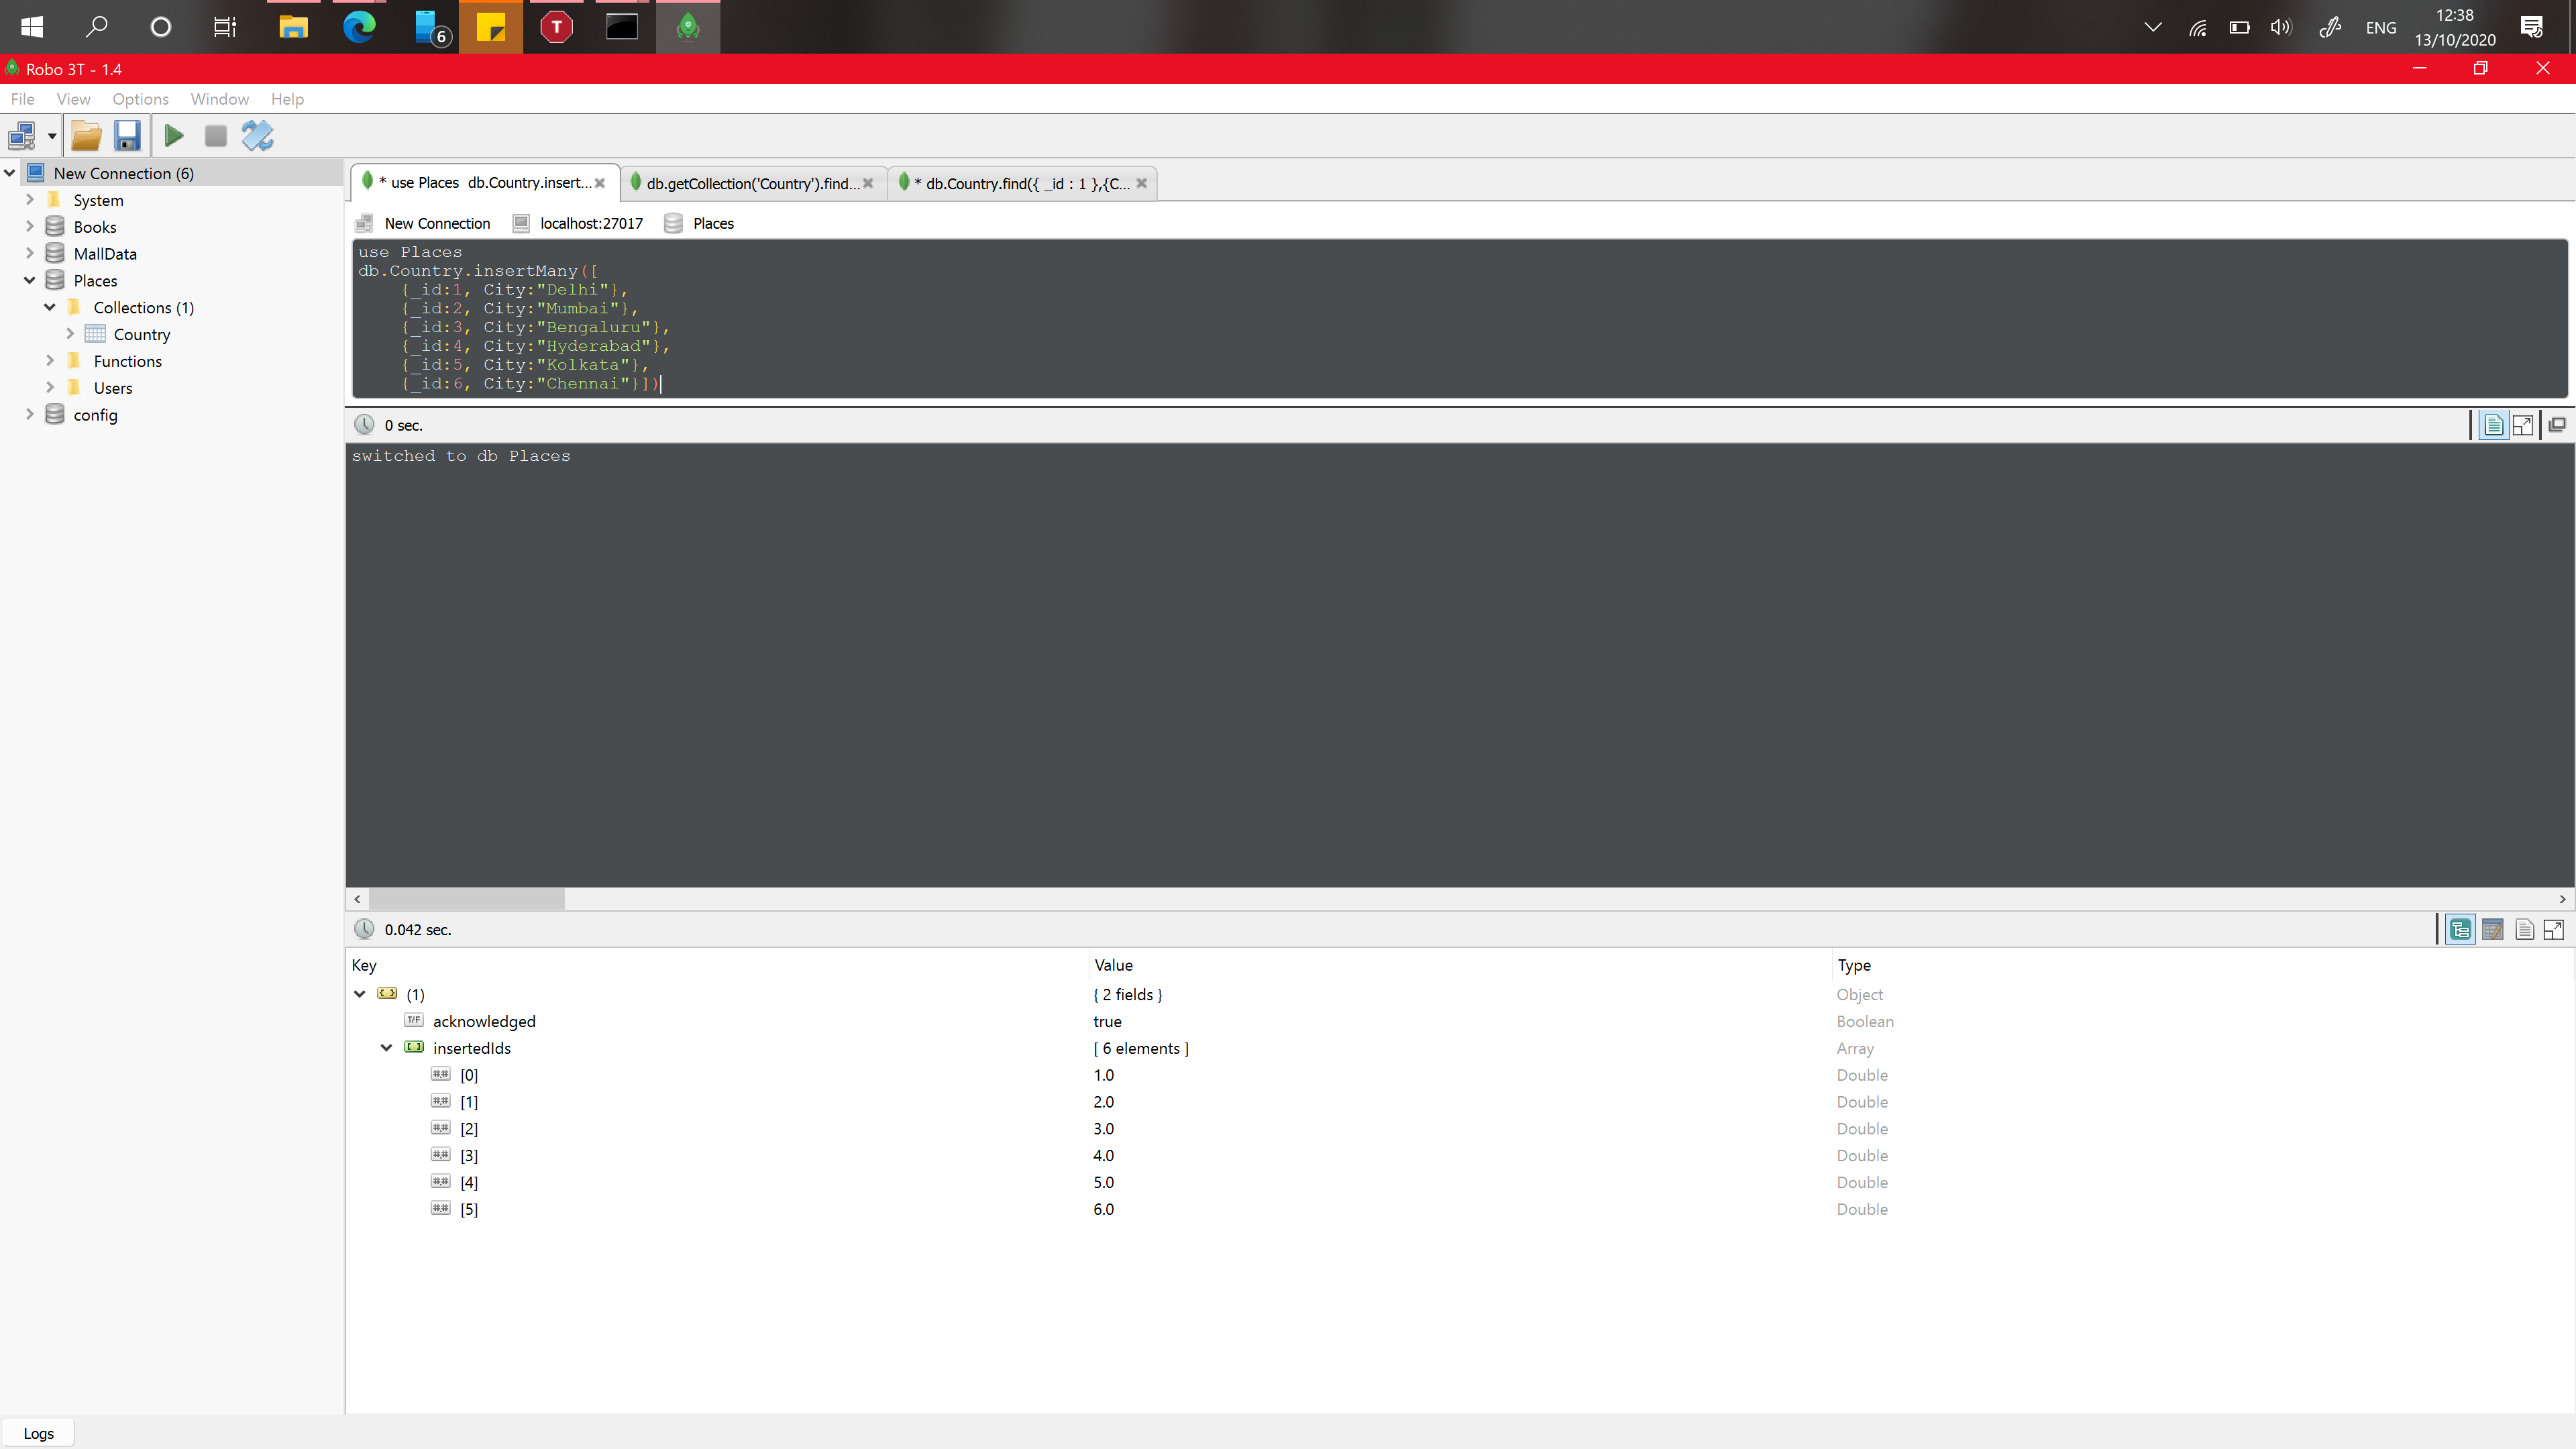 6
T
ENG
12:38
13/10/2020
Robo 3T - 1.4
File View Options Window Help
New Connection (6)
System
Books
MallData
Places
Collections (1)
Country
Functions
Users
config
* use Places db.Country.insert...
db.getCollection('Country').find...
* db.Country.find({ _id : 1 },{C...
New Connection localhost:27017 Places
use Places
db.Country.insertMany([
{_id:1, City:"Delhi"},
{_id:2, City:"Mumbai"},
{_id:3, City:"Bengaluru"},
{_id:4, City:"Hyderabad"},
{_id:5, City:"Kolkata"},
{_id:6, City:"Chennai"}])
0 sec.
switched to db Places
0.042 sec.
Key Value Type
(1) { 2 fields } Object
T/F acknowledged true Boolean
insertedIds [ 6 elements ] Array
#.# [0] 1.0 Double
#.# [1] 2.0 Double
#.# [2] 3.0 Double
#.# [3] 4.0 Double
#.# [4] 5.0 Double
#.# [5] 6.0 Double
Logs